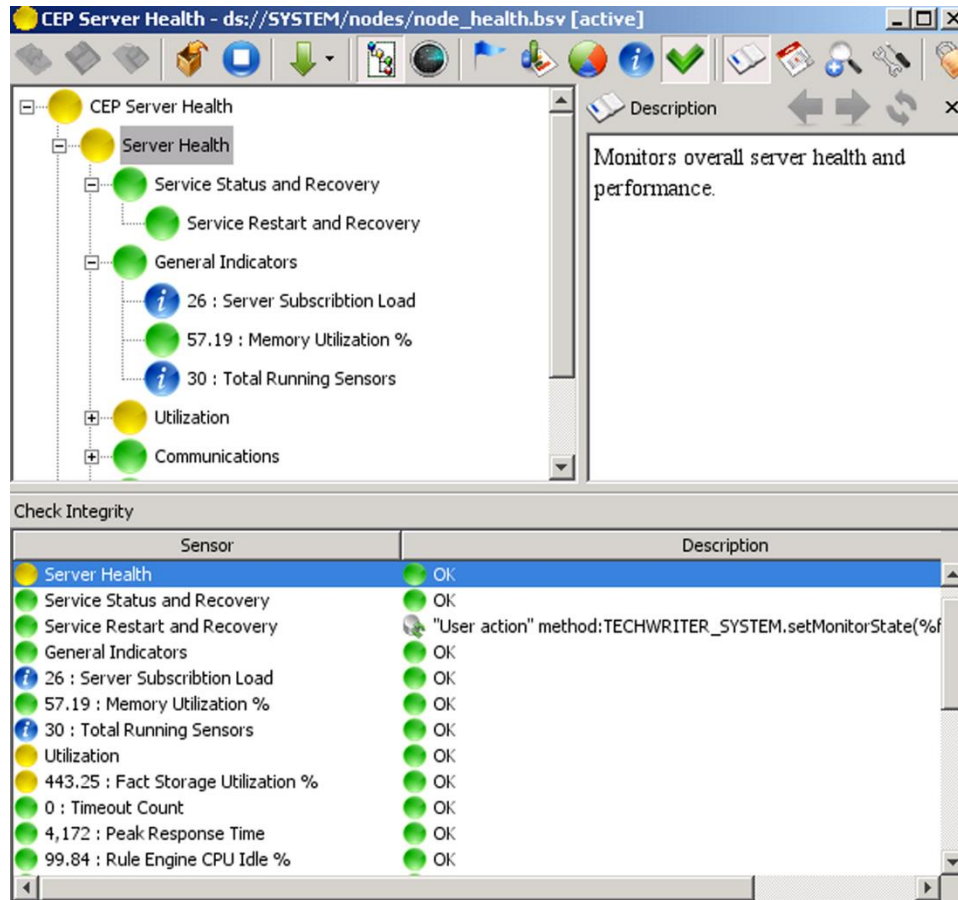 CEP Server Health - ds://SYSTEM/nodes/node_health.bsv [active]
CEP Server Health
Server Health
Service Status and Recovery
Service Restart and Recovery
General Indicators
26 : Server Subscribtion Load
57.19 : Memory Utilization %
30 : Total Running Sensors
Utilization
Communications
Description
Monitors overall server health and
performance.
Check Integrity
Sensor Description
Server Health OK
Service Status and Recovery OK
Service Restart and Recovery "User action" method:TECHWRITER_SYSTEM.setMonitorState(%f
General Indicators OK
26 : Server Subscribtion Load OK
57.19 : Memory Utilization % OK
30 : Total Running Sensors OK
Utilization OK
443.25 : Fact Storage Utilization % OK
0 : Timeout Count OK
4,172 : Peak Response Time OK
99.84 : Rule Engine CPU Idle % OK